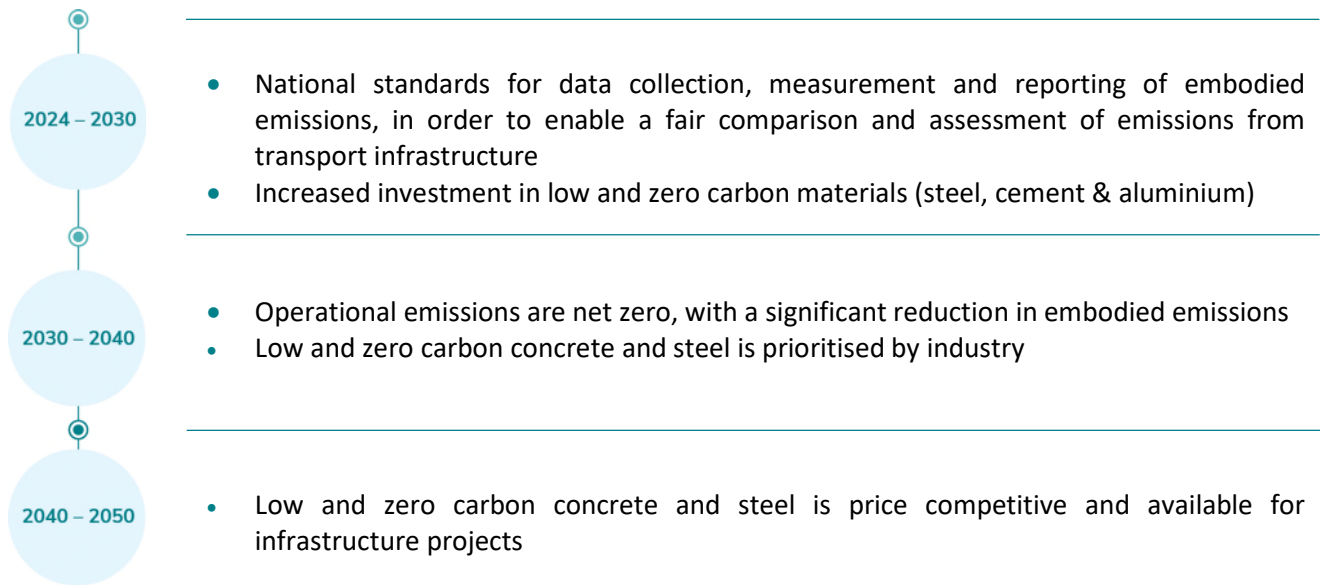 2024 – 2030
• National standards for data collection, measurement and reporting of embodied
emissions, in order to enable a fair comparison and assessment of emissions from
transport infrastructure
• Increased investment in low and zero carbon materials (steel, cement & aluminium)
2030 – 2040
• Operational emissions are net zero, with a significant reduction in embodied emissions
• Low and zero carbon concrete and steel is prioritised by industry
2040 – 2050
• Low and zero carbon concrete and steel is price competitive and available for
infrastructure projects